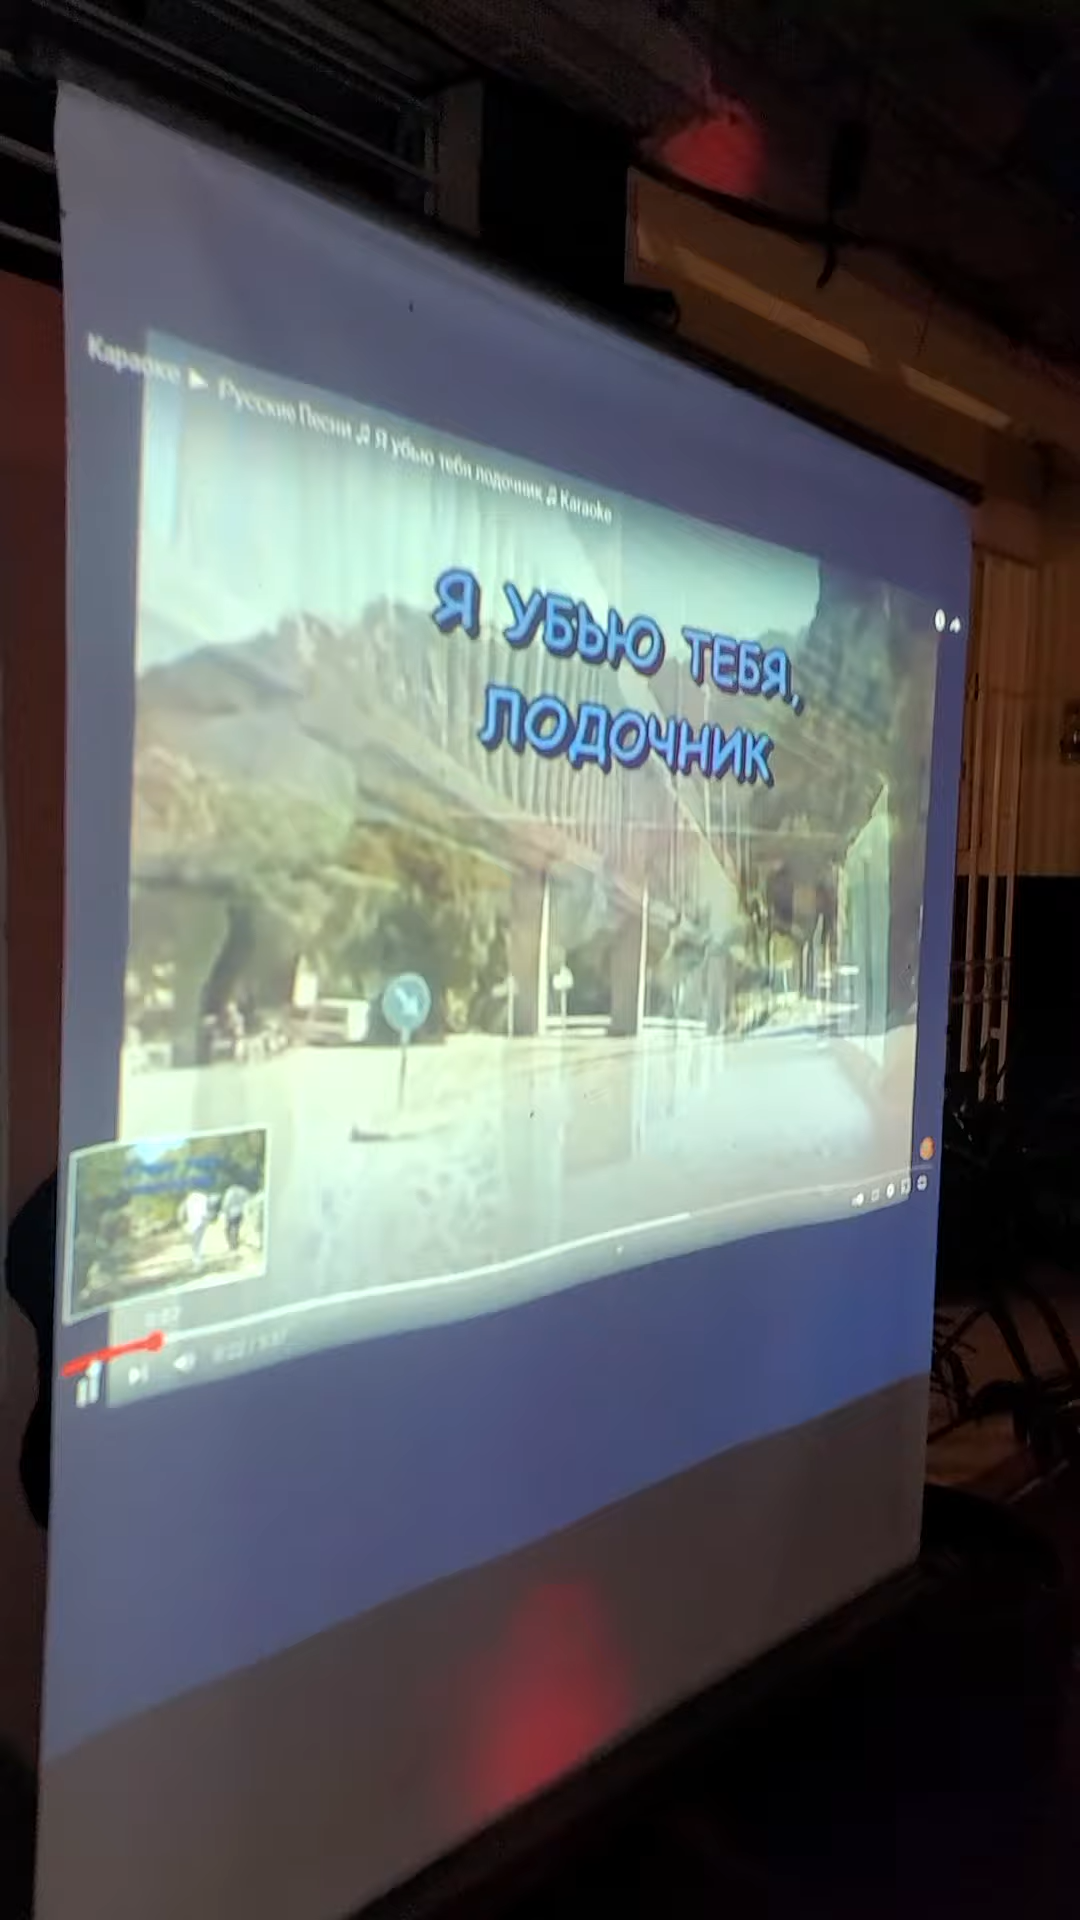 Караоке ► Русские Песни ♫ Я убью тебя лодочник ♫ Karaoke
Я УБЬЮ ТЕБЯ,
ЛОДОЧНИК